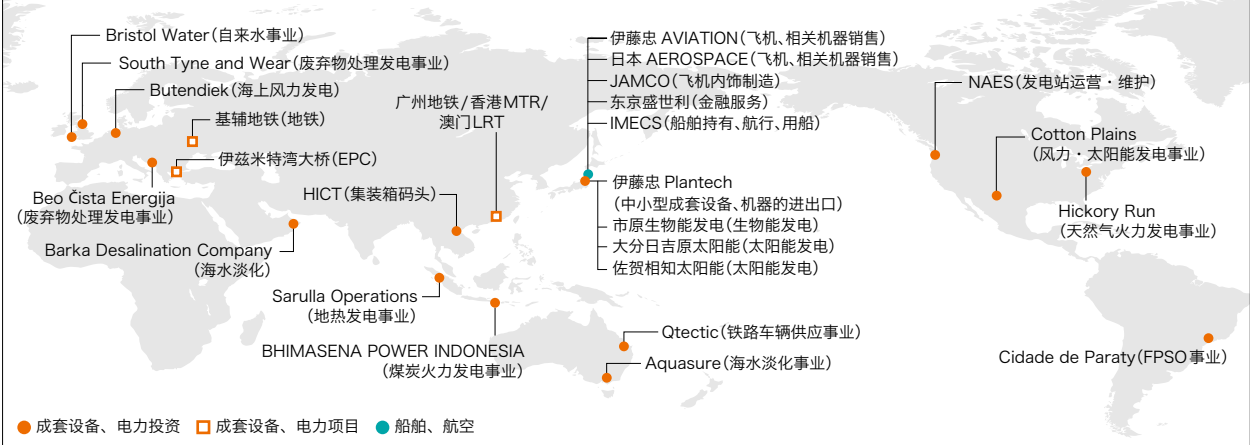 Bristol Water(自来水事业)
South Tyne and Wear(废弃物处理发电事业)
Butendiek(海上风力发电)
基辅地铁(地铁)
伊兹米特湾大桥(EPC)
Beo Čista Energija
(废弃物处理发电事业)
Barka Desalination Company
(海水淡化)
广州地铁/香港MTR/
澳门LRT
HICT(集装箱码头)
Sarulla Operations
(地热发电事业)
BHIMASENA POWER INDONESIA
(煤炭火力发电事业)
伊藤忠 AVIATION(飞机、相关机器销售)
日本 AEROSPACE(飞机、相关机器销售)
JAMCO(飞机内饰制造)
东京盛世利(金融服务)
IMECS(船舶持有、航行、用船)
伊藤忠 Plantech
(中小型成套设备、机器的进出口)
市原生物能发电(生物能发电)
大分日吉原太阳能(太阳能发电)
佐贺相知太阳能(太阳能发电)
Qtectic(铁路车辆供应事业)
Aquasure(海水淡化事业)
NAES(发电站运营・维护)
Cotton Plains
(风力・太阳能发电事业)
Hickory Run
(天然气火力发电事业)
Cidade de Paraty(FPSO事业)
成套设备、电力投资
成套设备、电力项目
船舶、航空